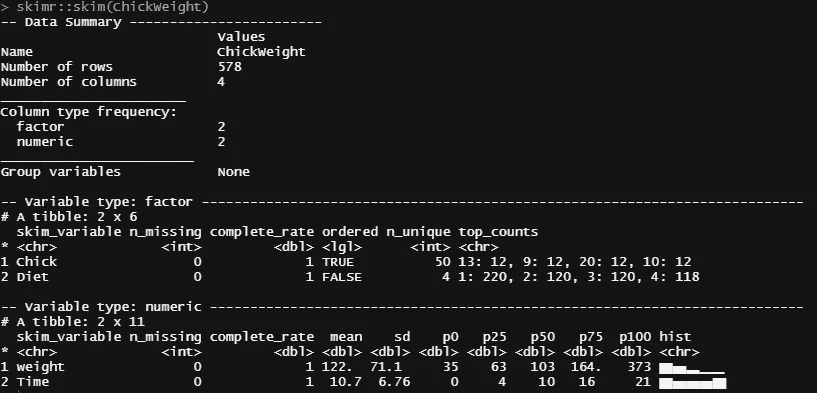 > skimr::skim(ChickWeight)
-- Data Summary ------------------------
                           Values
Name                       ChickWeight
Number of rows             578
Number of columns          4
_______________________
Column type frequency:
  factor                   2
  numeric                  2
________________________
Group variables            None

-- Variable type: factor ---------------------------------------------------------------------------
# A tibble: 2 x 6
  skim_variable n_missing complete_rate ordered n_unique top_counts
* <chr>             <int>         <dbl> <lgl>      <int> <chr>
1 Chick                 0             1 TRUE          50 13: 12, 9: 12, 20: 12, 10: 12
2 Diet                  0             1 FALSE          4 1: 220, 2: 120, 3: 120, 4: 118

-- Variable type: numeric --------------------------------------------------------------------------
# A tibble: 2 x 11
  skim_variable n_missing complete_rate  mean    sd    p0   p25   p50   p75  p100 hist
* <chr>             <int>         <dbl> <dbl> <dbl> <dbl> <dbl> <dbl> <dbl> <dbl> <chr>
1 weight                0             1 122.  71.1     35    63   103  164.   373 ▇▅▃▁▁
2 Time                  0             1  10.7  6.76     0     4    10   16     21 ▇▅▅▅▇